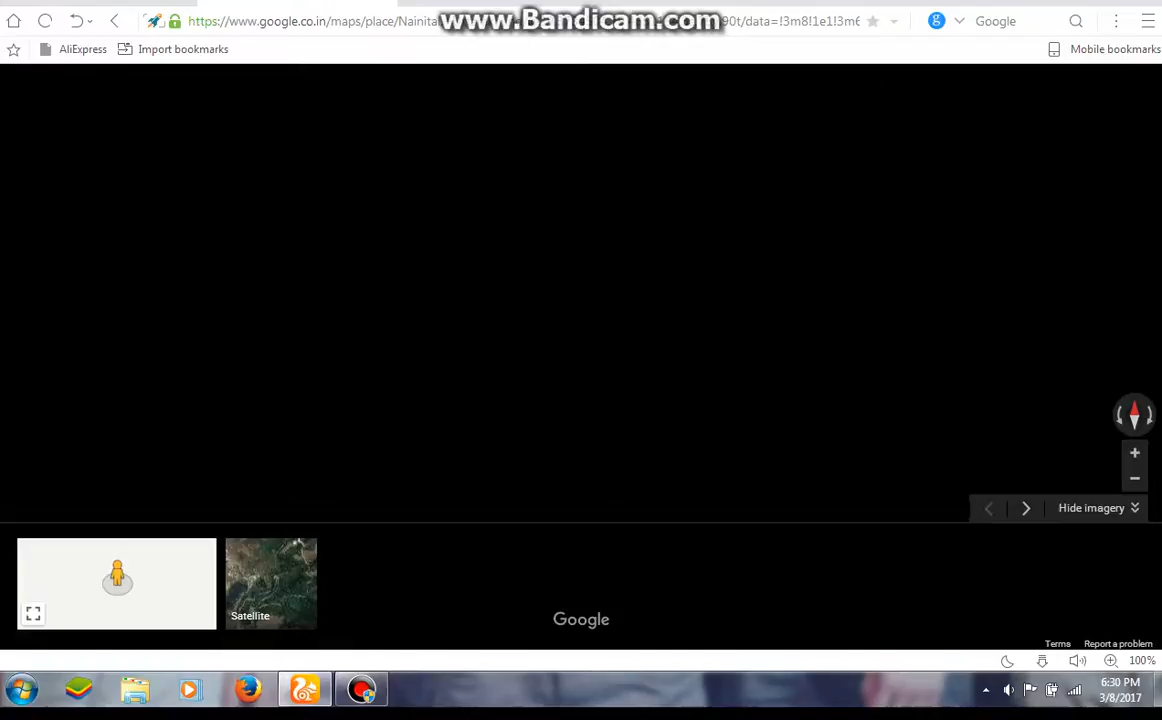 https://www.google.co.in/maps/place/Nainita
www.Bandicam.com
90t/data=!3m8!1e1!3m6
Google
AliExpress
Import bookmarks
Mobile bookmarks
Hide imagery
Satellite
Google
Terms
Report a problem
100%
6:30 PM
3/8/2017